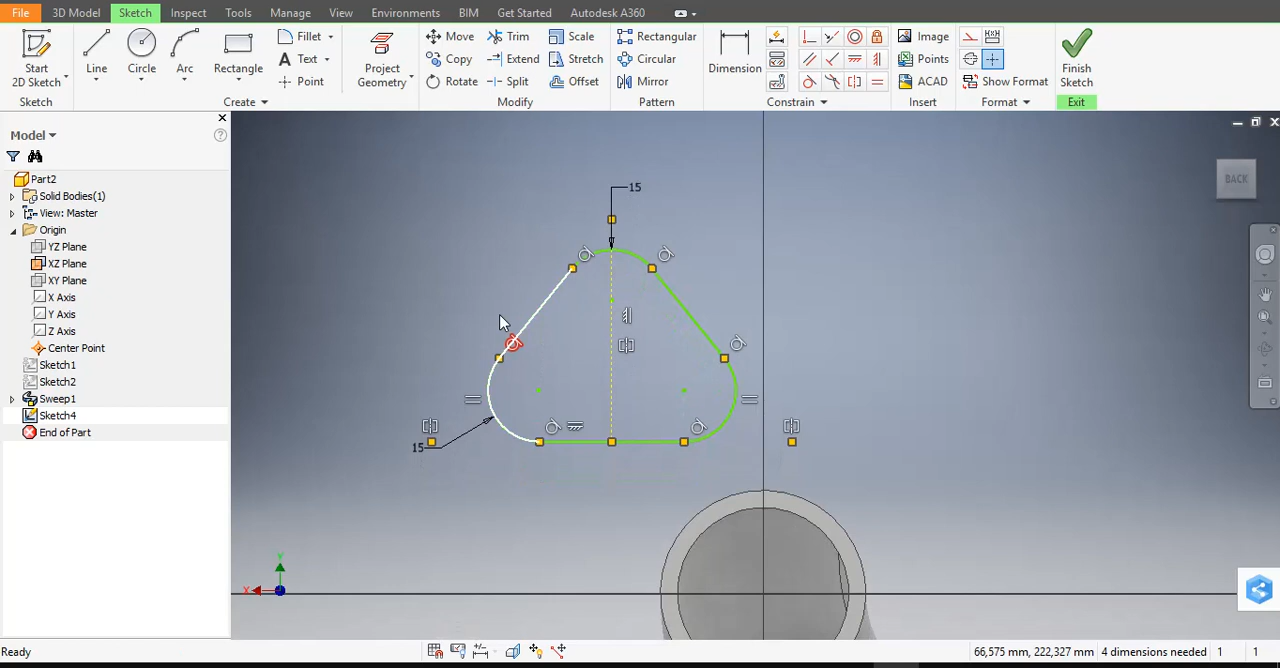 File 3D Model Sketch Inspect Tools Manage View Environments BIM Get Started Autodesk A360
Start
2D Sketch
Line
Circle
Arc
Rectangle
Fillet
Text
Point
Project
Geometry
Move
Copy
Rotate
Trim
Extend
Split
Scale
Stretch
Offset
Rectangular
Circular
Mirror
Dimension
Image
Points
ACAD
Show Format
Finish
Sketch
Sketch Create Modify Pattern Constrain Insert Format Exit
Model
Part2
Solid Bodies(1)
View: Master
Origin
YZ Plane
XZ Plane
XY Plane
X Axis
Y Axis
Z Axis
Center Point
Sketch1
Sketch2
Sweep1
Sketch4
End of Part
15
15
BACK
Y
X
Ready 66,575 mm, 222,327 mm 4 dimensions needed 1 1